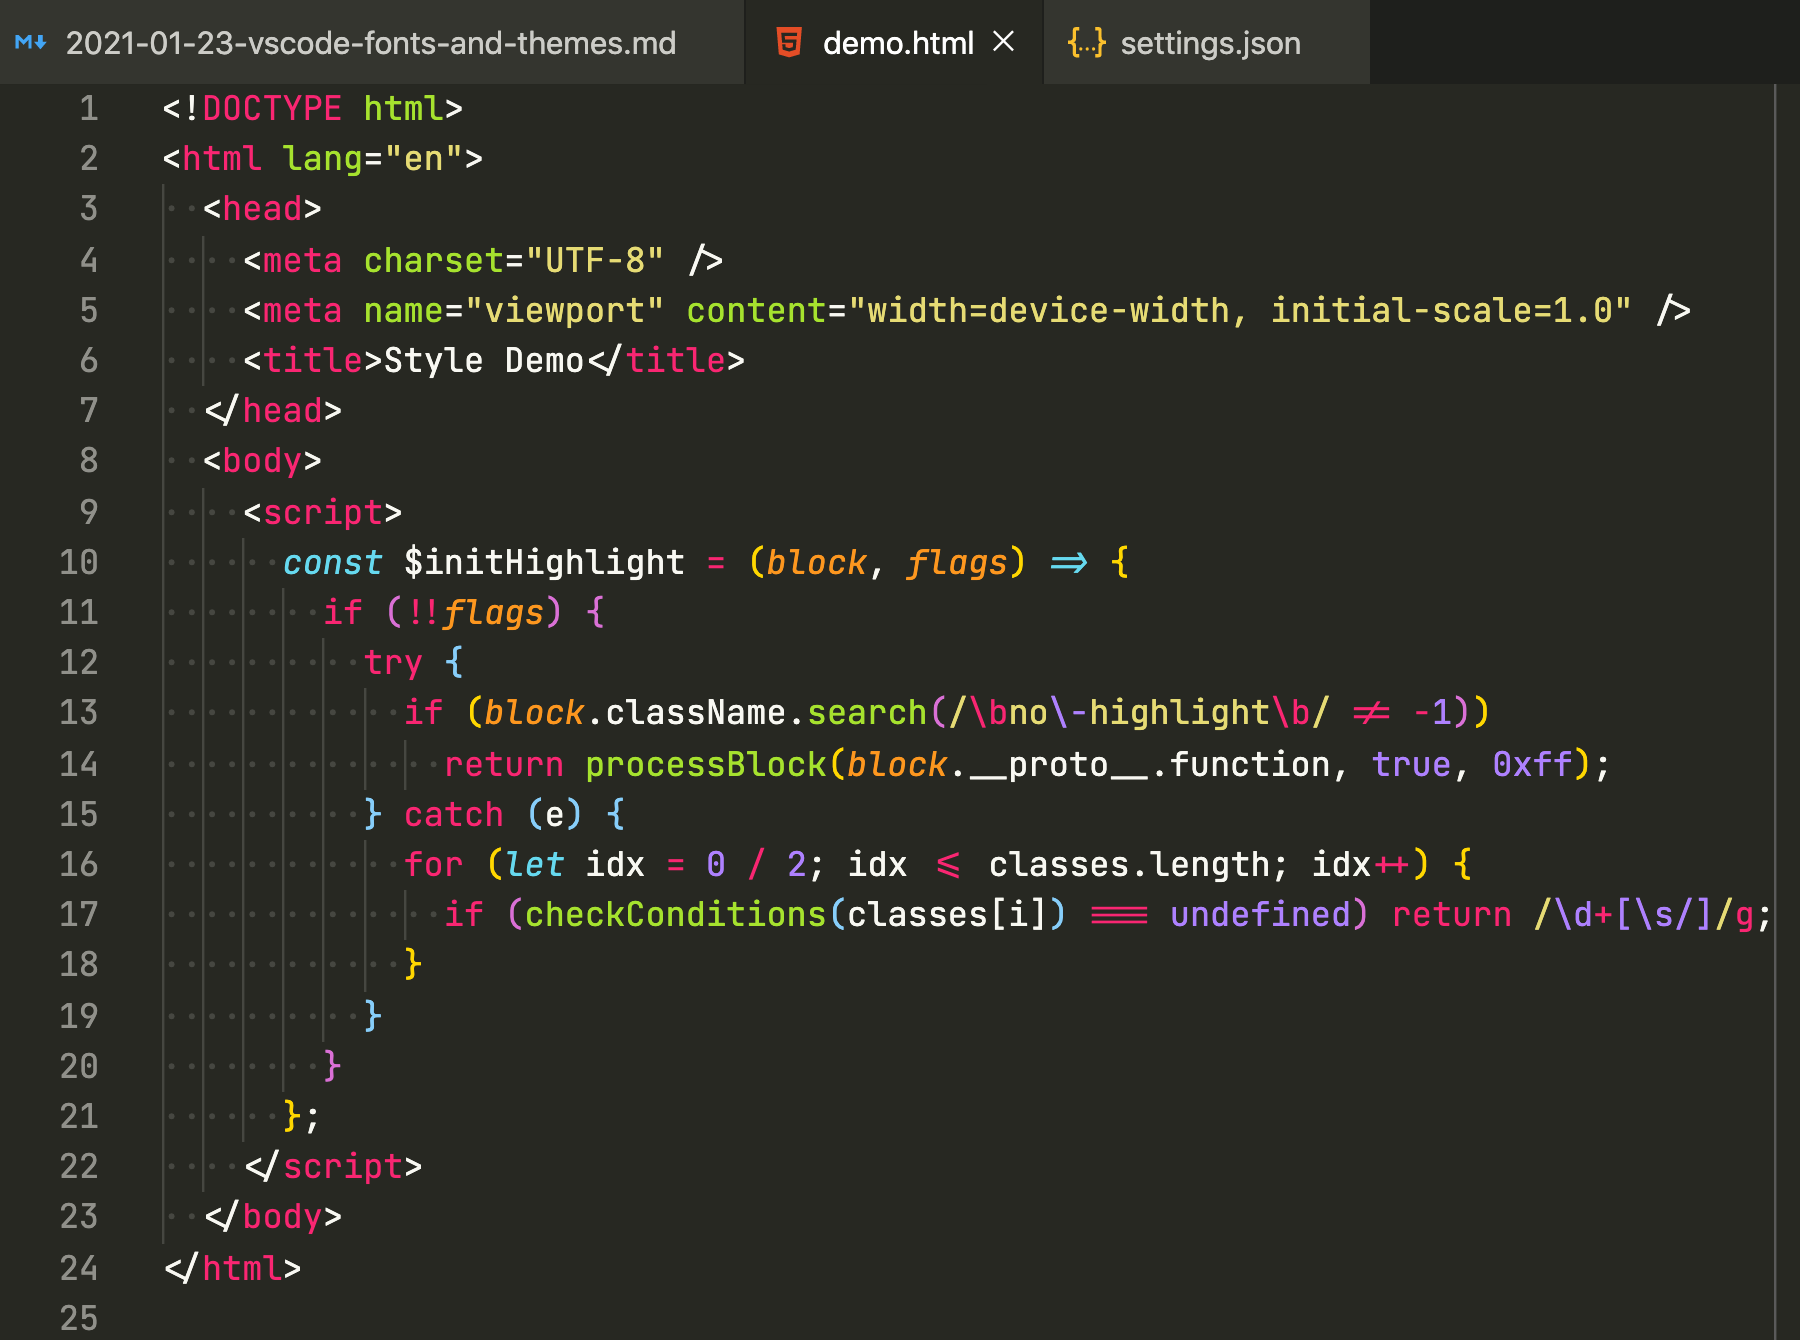 2021-01-23-vscode-fonts-and-themes.md demo.html {...} settings.json
1 <!DOCTYPE html>
2 <html lang="en">
3 <head>
4 <meta charset="UTF-8" />
5 <meta name="viewport" content="width=device-width, initial-scale=1.0" />
6 <title>Style Demo</title>
7 </head>
8 <body>
9 <script>
10 const $initHighlight = (block, flags) => {
11 if (!!flags) {
12 try {
13 if (block.className.search(/\bno\-highlight\b/ != -1))
14 return processBlock(block.__proto__.function, true, 0xff);
15 } catch (e) {
16 for (let idx = 0 / 2; idx <= classes.length; idx++) {
17 if (checkConditions(classes[i]) === undefined) return /\d+[\s/]/g;
18 }
19 }
20 }
21 };
22 </script>
23 </body>
24 </html>
25